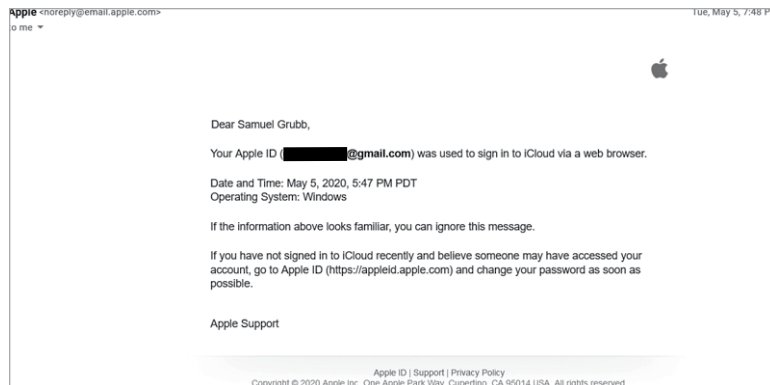 Apple <noreply@email.apple.com>
Tue, May 5, 7:48 P
to me
Dear Samuel Grubb,
Your Apple ID (@gmail.com) was used to sign in to iCloud via a web browser.
Date and Time: May 5, 2020, 5:47 PM PDT
Operating System: Windows
If the information above looks familiar, you can ignore this message.
If you have not signed in to iCloud recently and believe someone may have accessed your
account, go to Apple ID (https://appleid.apple.com) and change your password as soon as
possible.
Apple Support
Apple ID | Support | Privacy Policy
Copyright © 2020 Apple Inc. One Apple Park Way, Cupertino, CA 95014 USA. All rights reserved